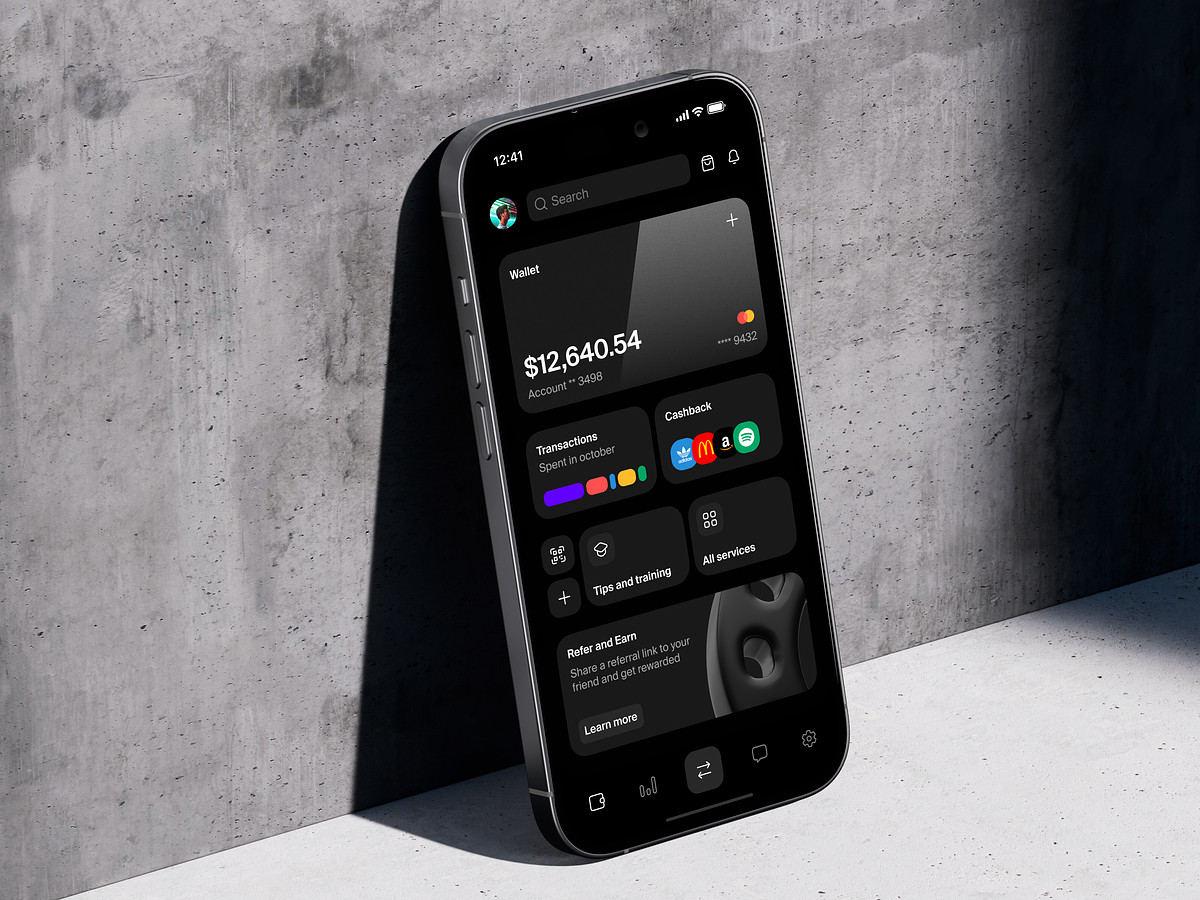 12:41
Search
Wallet
$12,640.54
Account ** 3498
**** 9432
Transactions
Spent in october
Cashback
adidas
a
Tips and training
All services
Refer and Earn
Share a referral link to your
friend and get rewarded
Learn more